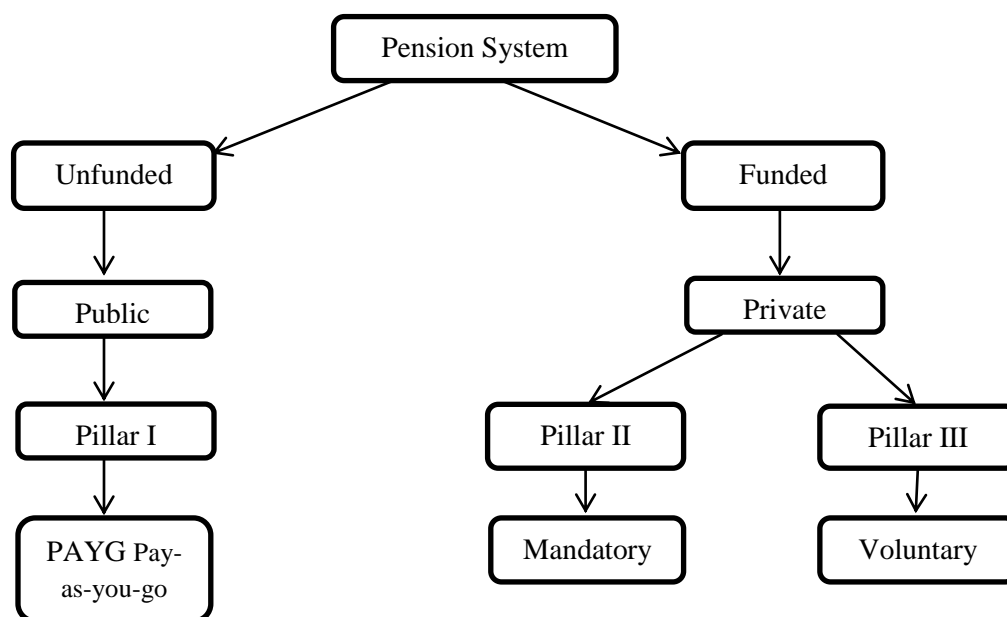 Pension System
Unfunded
Funded
Public
Private
Pillar I
Pillar II
Pillar III
PAYG Pay-
as-you-go
Mandatory
Voluntary